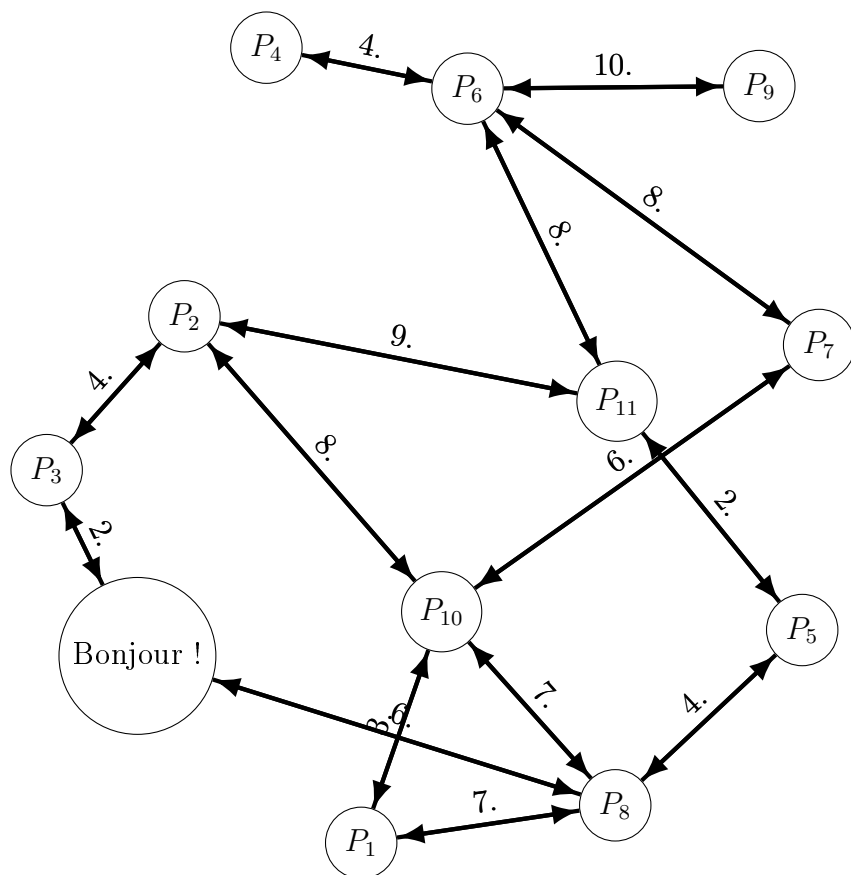 P₄
4.
P₆
10.
P₉
8.
8.
P₂
9.
P₇
4.
P₁₁
8.
6.
P₃
2.
2.
P₁₀
P₅
Bonjour !
7.
4.
3.
6.
7.
P₈
P₁